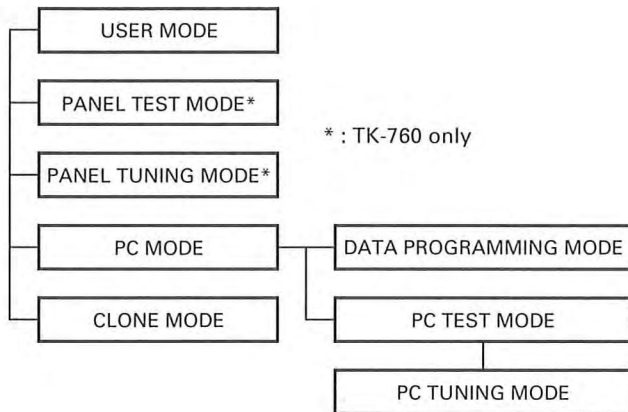 USER MODE
PANEL TEST MODE*
* : TK-760 only
PANEL TUNING MODE*
PC MODE
DATA PROGRAMMING MODE
CLONE MODE
PC TEST MODE
PC TUNING MODE